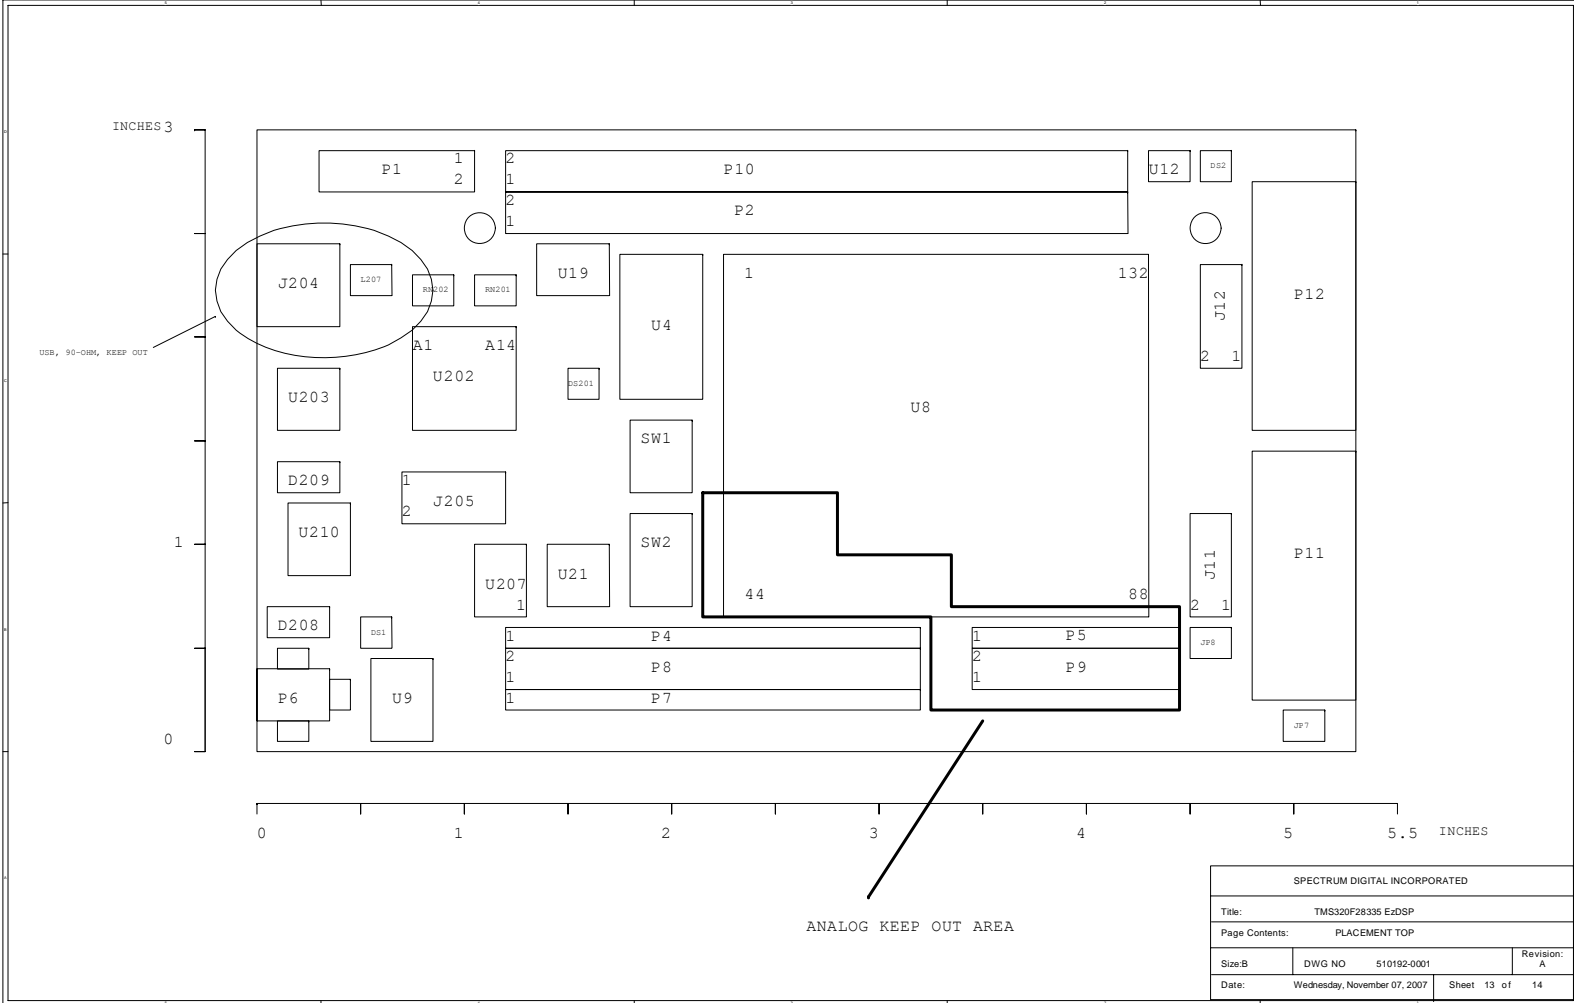 INCHES 3
P1
1
2
2
1
P10
2
1
P2
U12
DS2
J204
L207
RN202
RN201
U19
U4
1
132
J12
2 1
P12
USB, 90-OHM, KEEP OUT
A1
A14
U202
U203
DS201
U8
SW1
D209
1
2
J205
U210
SW2
1
U207
1
U21
44
88
J11
2 1
P11
D208
DS1
1
P4
1
P5
JP8
2
1
P8
2
1
P9
P6
U9
1
P7
JP7
0
0
1
2
3
4
5
5.5 INCHES
ANALOG KEEP OUT AREA
SPECTRUM DIGITAL INCORPORATED
Title: TMS320F28335 EzDSP
Page Contents: PLACEMENT TOP
Size:B
DWG NO 510192-0001
Revision:
A
Date: Wednesday, November 07, 2007
Sheet 13 of 14